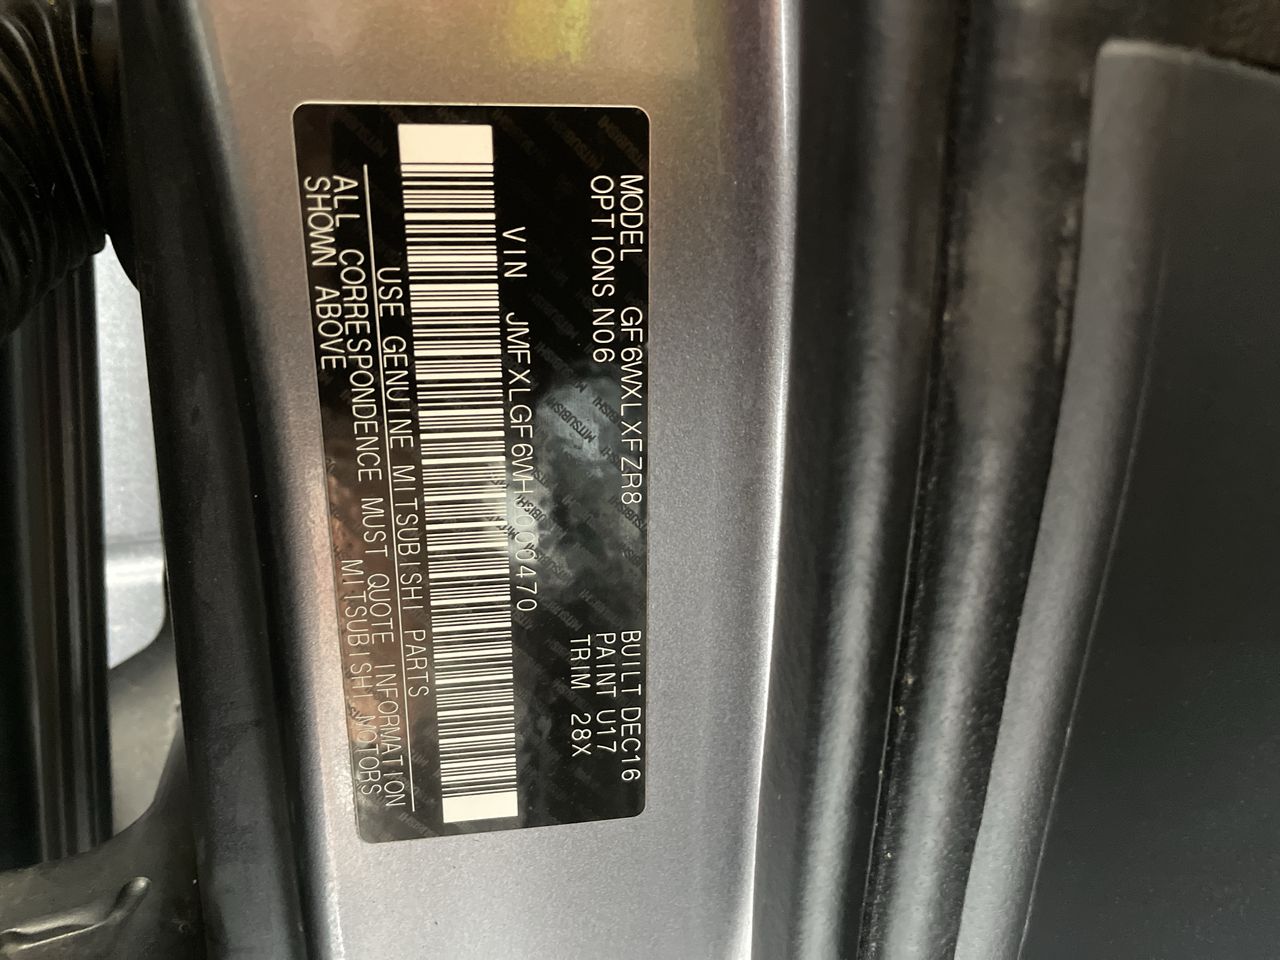 MODEL GF6WXLXFZR8
OPTIONS N06
BUILT DEC16
PAINT U17
TRIM 28X
VIN
USE GENUINE MITSUBISHI PARTS
ALL CORRESPONDENCE MUST QUOTE INFORMATION
SHOWN ABOVE
MITSUBISHI MOTORS